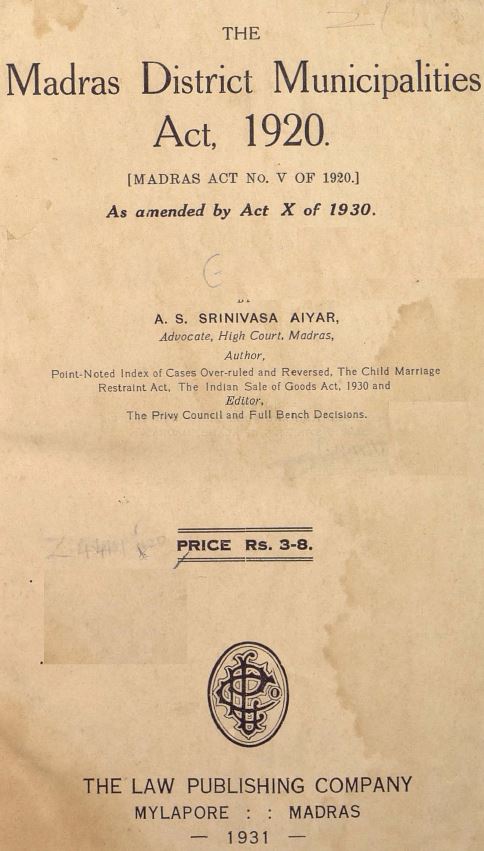 THE
Madras District Municipalities
Act, 1920.
[MADRAS ACT No. V OF 1920.]
As amended by Act X of 1930.
A. S. SRINIVASA AIYAR,
Advocate, High Court, Madras,
Author,
Point-Noted Index of Cases Over-ruled and Reversed, The Child Marriage
Restraint Act, The Indian Sale of Goods Act, 1930 and
Editor,
The Privy Council and Full Bench Decisions.
PRICE Rs. 3-8.
THE LAW PUBLISHING COMPANY
MYLAPORE : : MADRAS
— 1931 —